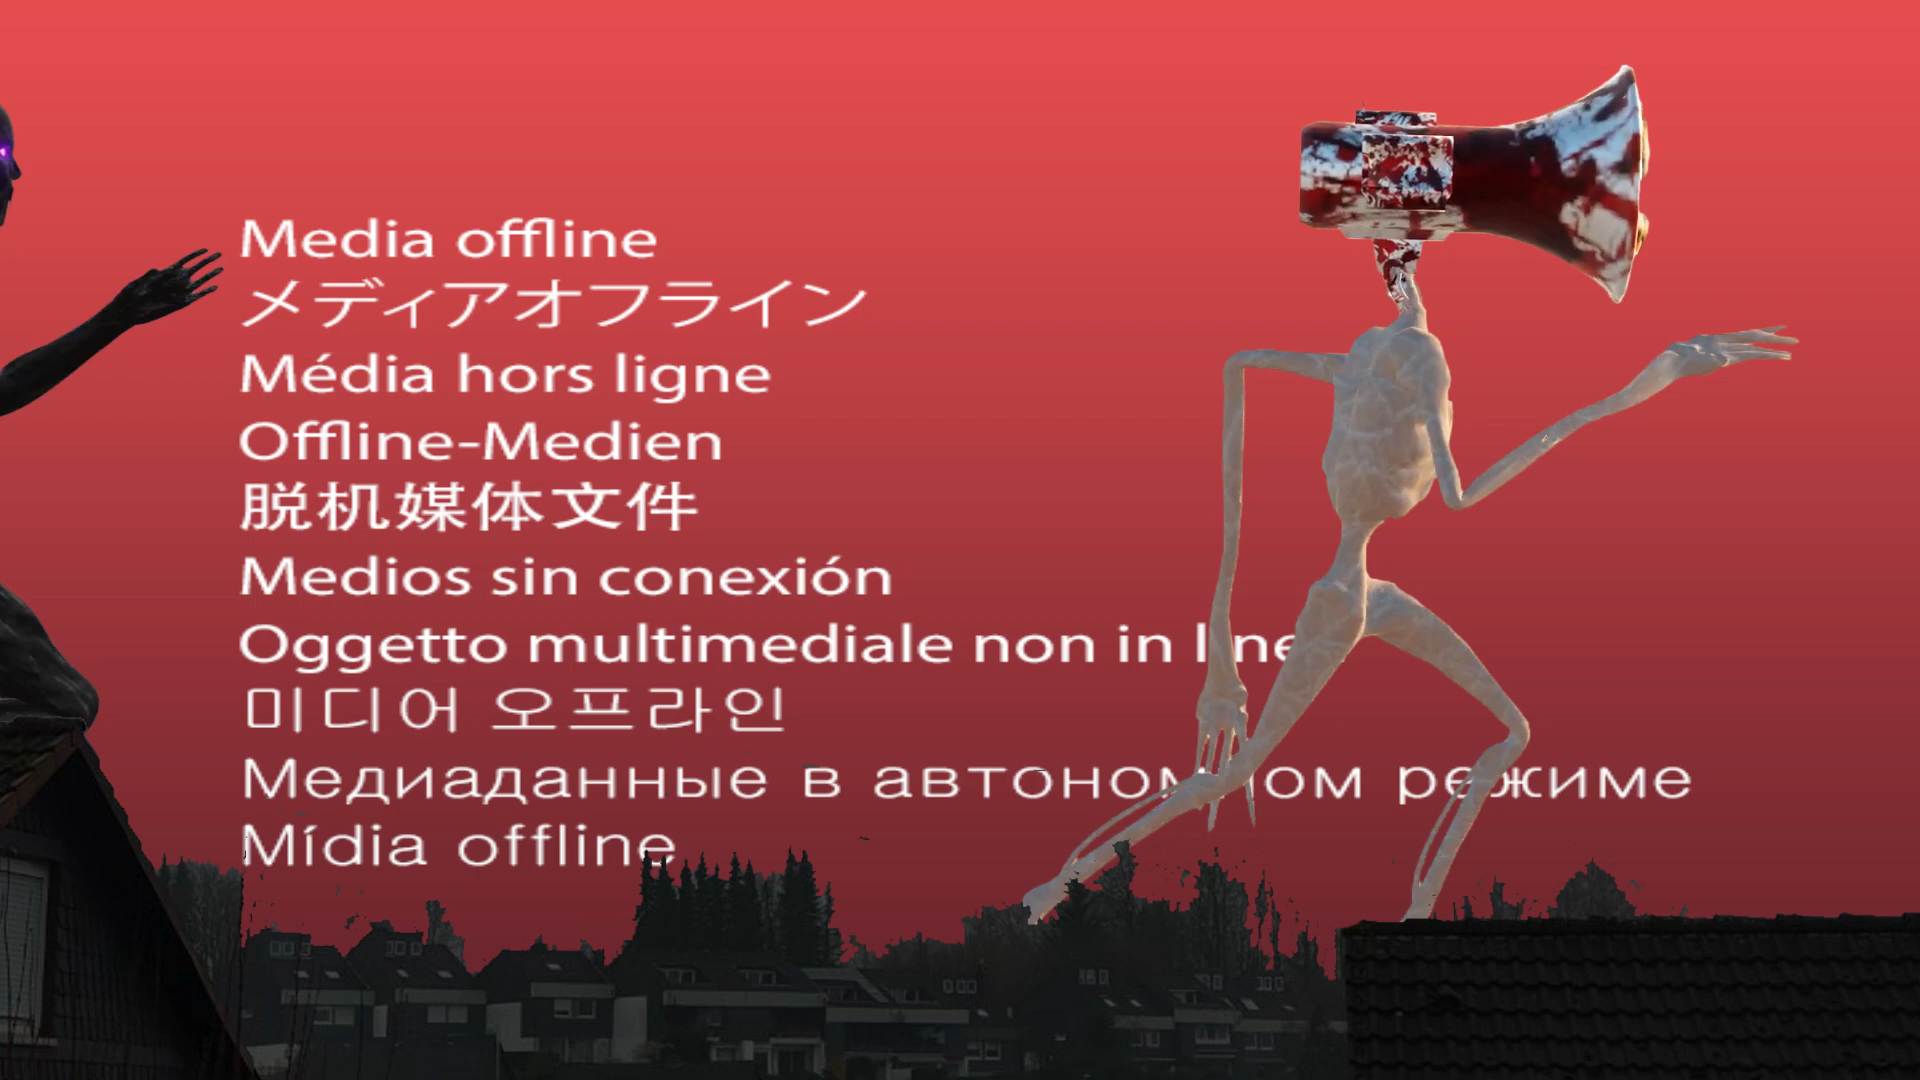 Media offline
メディアオフライン
Média hors ligne
Offline-Medien
脱机媒体文件
Medios sin conexión
Oggetto multimediale non in l ne
미디어 오프라인
Медиаданные в режиме
Mídia offline